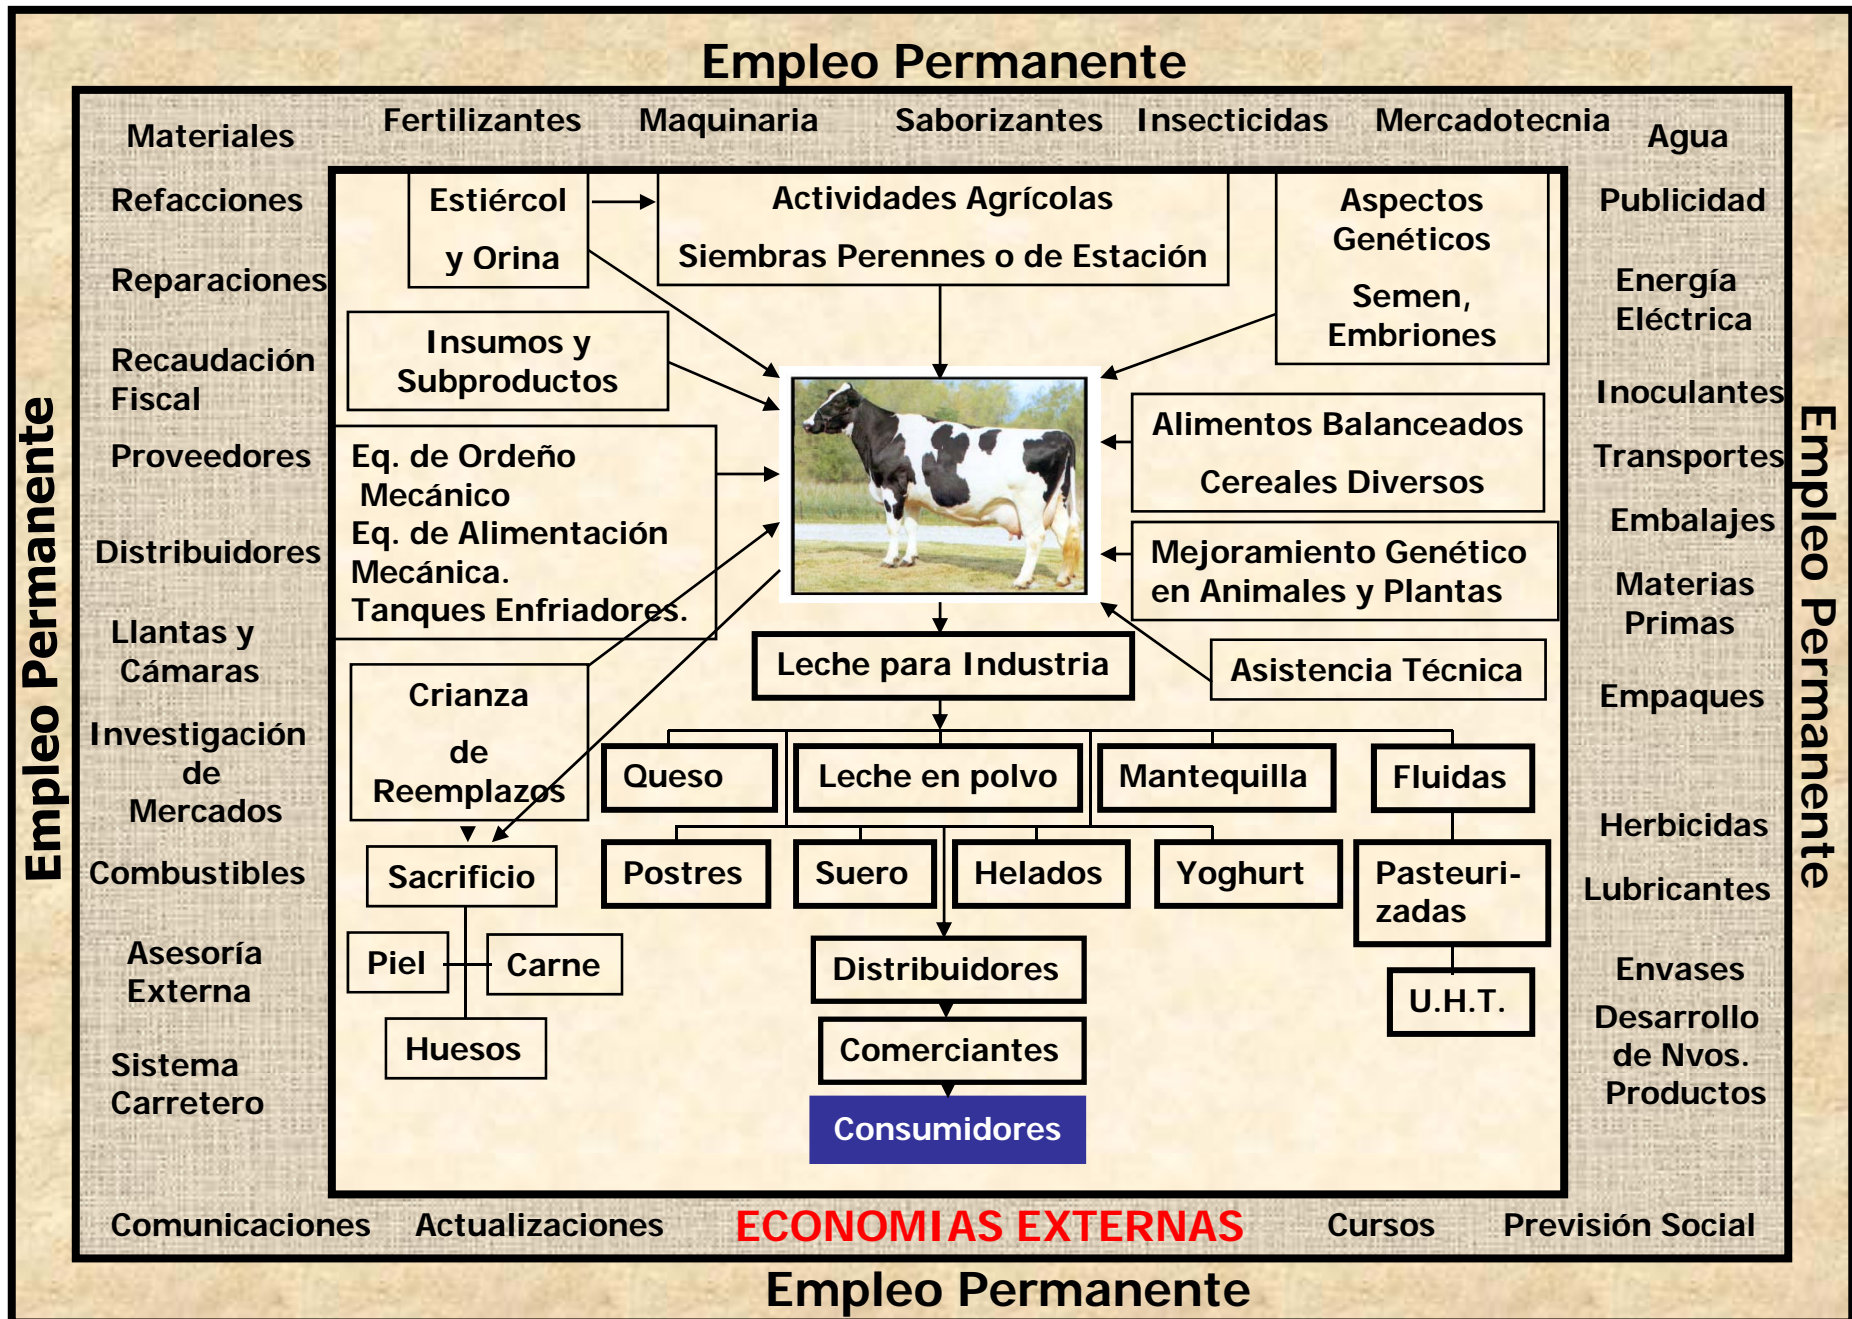 Empleo Permanente
Fertilizantes
Maquinaria
Saborizantes
Insecticidas
Mercadotecnia
Materiales
Refacciones
Reparaciones
Recaudación
Fiscal
Proveedores
Distribuidores
Llantas y
Cámaras
Investigación
de
Mercados
Combustibles
Asesoría
Externa
Sistema
Carretero
Empleo Permanente
Estiércol
y Orina
Actividades Agrícolas
Siembras Perennes o de Estación
Aspectos
Genéticos
Semen,
Embriones
Insumos y
Subproductos
Eq. de Ordeño
Mecánico
Eq. de Alimentación
Mecánica.
Tanques Enfriadores.
Alimentos Balanceados
Cereales Diversos
Mejoramiento Genético
en Animales y Plantas
Leche para Industria
Asistencia Técnica
Crianza
de
Reemplazos
Queso
Leche en polvo
Mantequilla
Fluidas
Postres
Suero
Helados
Yoghurt
Pasteuri-
zadas
Sacrificio
Piel
Carne
Huesos
Distribuidores
U.H.T.
Comerciantes
Consumidores
Agua
Publicidad
Energía
Eléctrica
Inoculantes
Transportes
Embalajes
Materias
Primas
Empaques
Herbicidas
Lubricantes
Envases
Desarrollo
de Nvos.
Productos
Empleo Permanente
Comunicaciones
Actualizaciones
ECONOMIAS EXTERNAS
Cursos
Previsión Social
Empleo Permanente